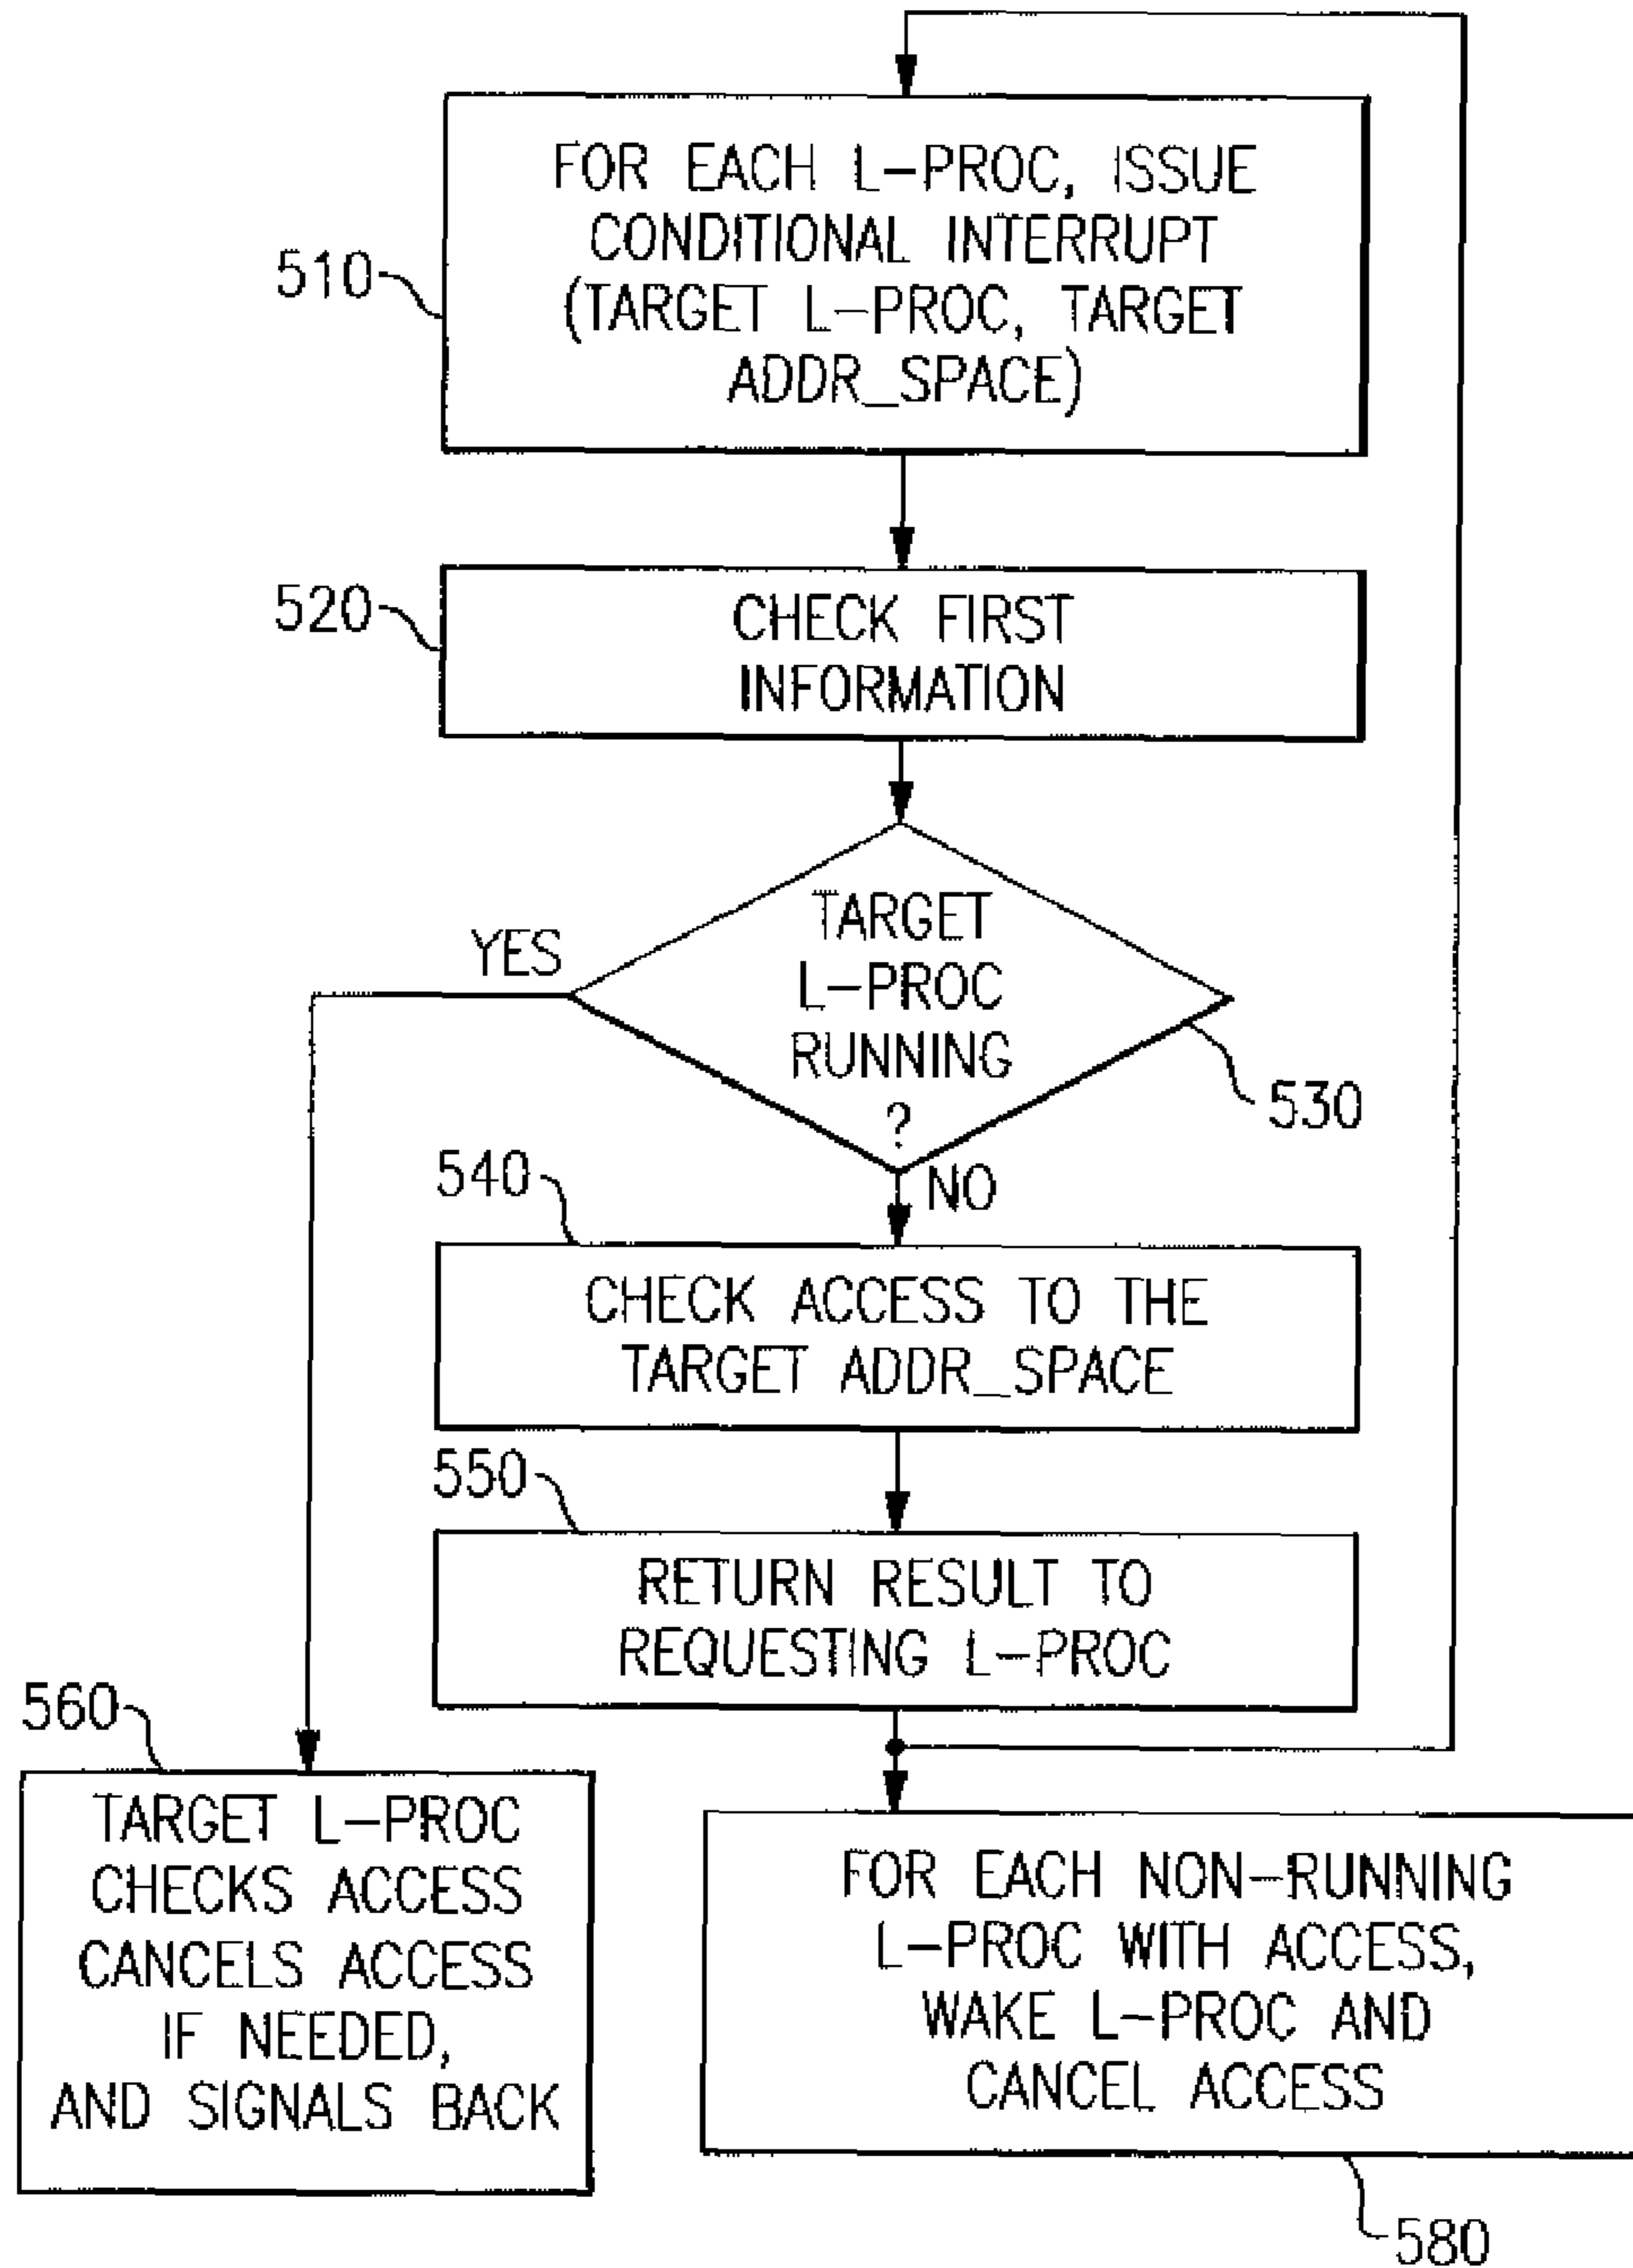 FOR EACH L-PROC, ISSUE
CONDITIONAL INTERRUPT
(TARGET L-PROC, TARGET
ADDR_SPACE)
510
520
CHECK FIRST
INFORMATION
YES
TARGET
L-PROC
RUNNING
?
530
540
NO
CHECK ACCESS TO THE
TARGET ADDR_SPACE
550
RETURN RESULT TO
REQUESTING L-PROC
560
TARGET L-PROC
CHECKS ACCESS
CANCELS ACCESS
IF NEEDED,
AND SIGNALS BACK
FOR EACH NON-RUNNING
L-PROC WITH ACCESS,
WAKE L-PROC AND
CANCEL ACCESS
580